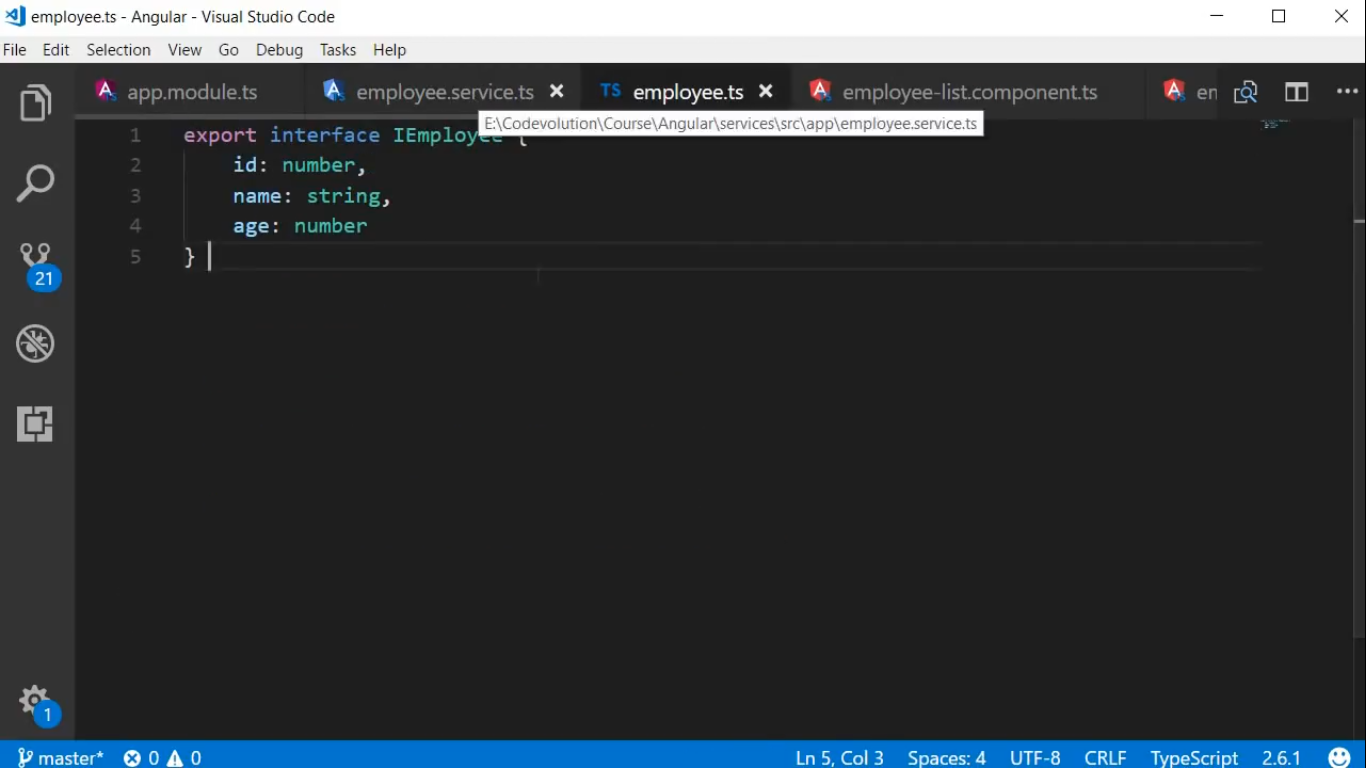 employee.ts - Angular - Visual Studio Code
File Edit Selection View Go Debug Tasks Help
app.module.ts employee.service.ts TS employee.ts employee-list.component.ts
E:\Codevolution\Course\Angular\services\src\app\employee.service.ts
1 export interface IEmployee {
2 id: number,
3 name: string,
4 age: number
5 }
21
1
master* 0 0 Ln 5, Col 3 Spaces: 4 UTF-8 CRLF TypeScript 2.6.1